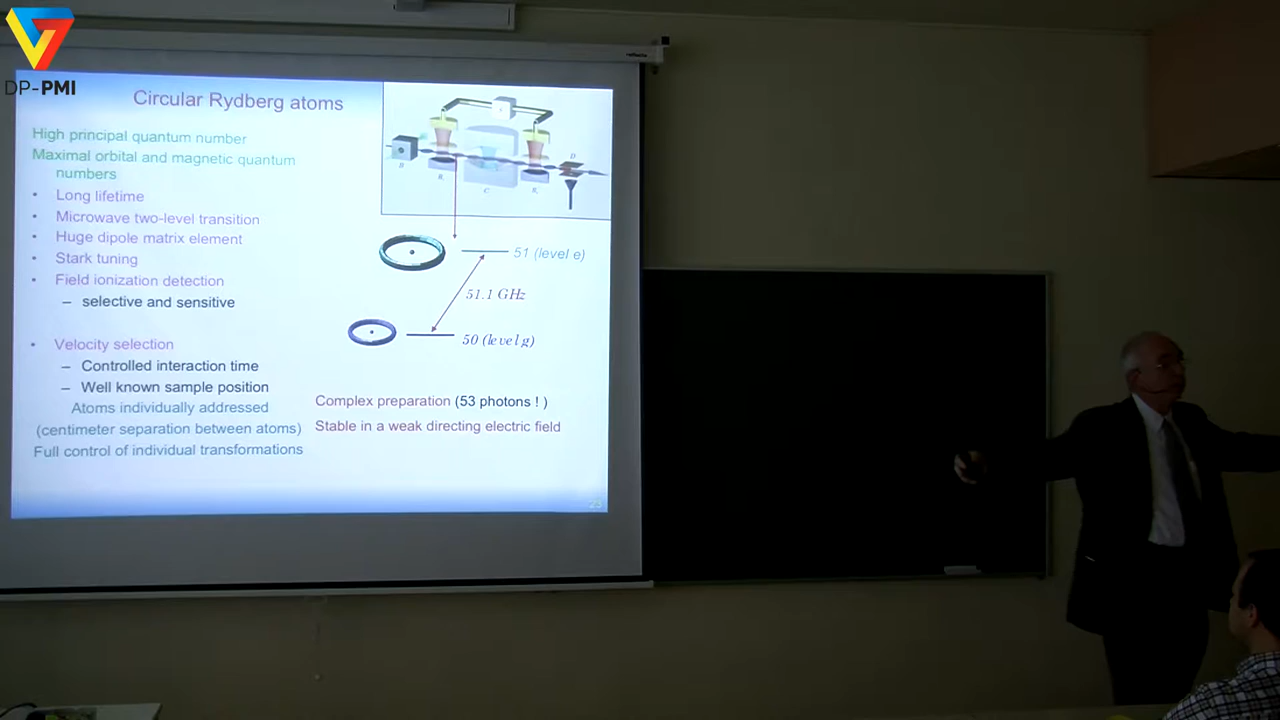 DP-PMI
Circular Rydberg atoms
High principal quantum number
Maximal orbital and magnetic quantum
numbers
• Long lifetime
• Microwave two-level transition
• Huge dipole matrix element
• Stark tuning
• Field ionization detection
– selective and sensitive
• Velocity selection
– Controlled interaction time
– Well known sample position
Atoms individually addressed
(centimeter separation between atoms)
Full control of individual transformations
B
C
D
51 (level e)
51.1 GHz
50 (level g)
Complex preparation (53 photons ! )
Stable in a weak directing electric field